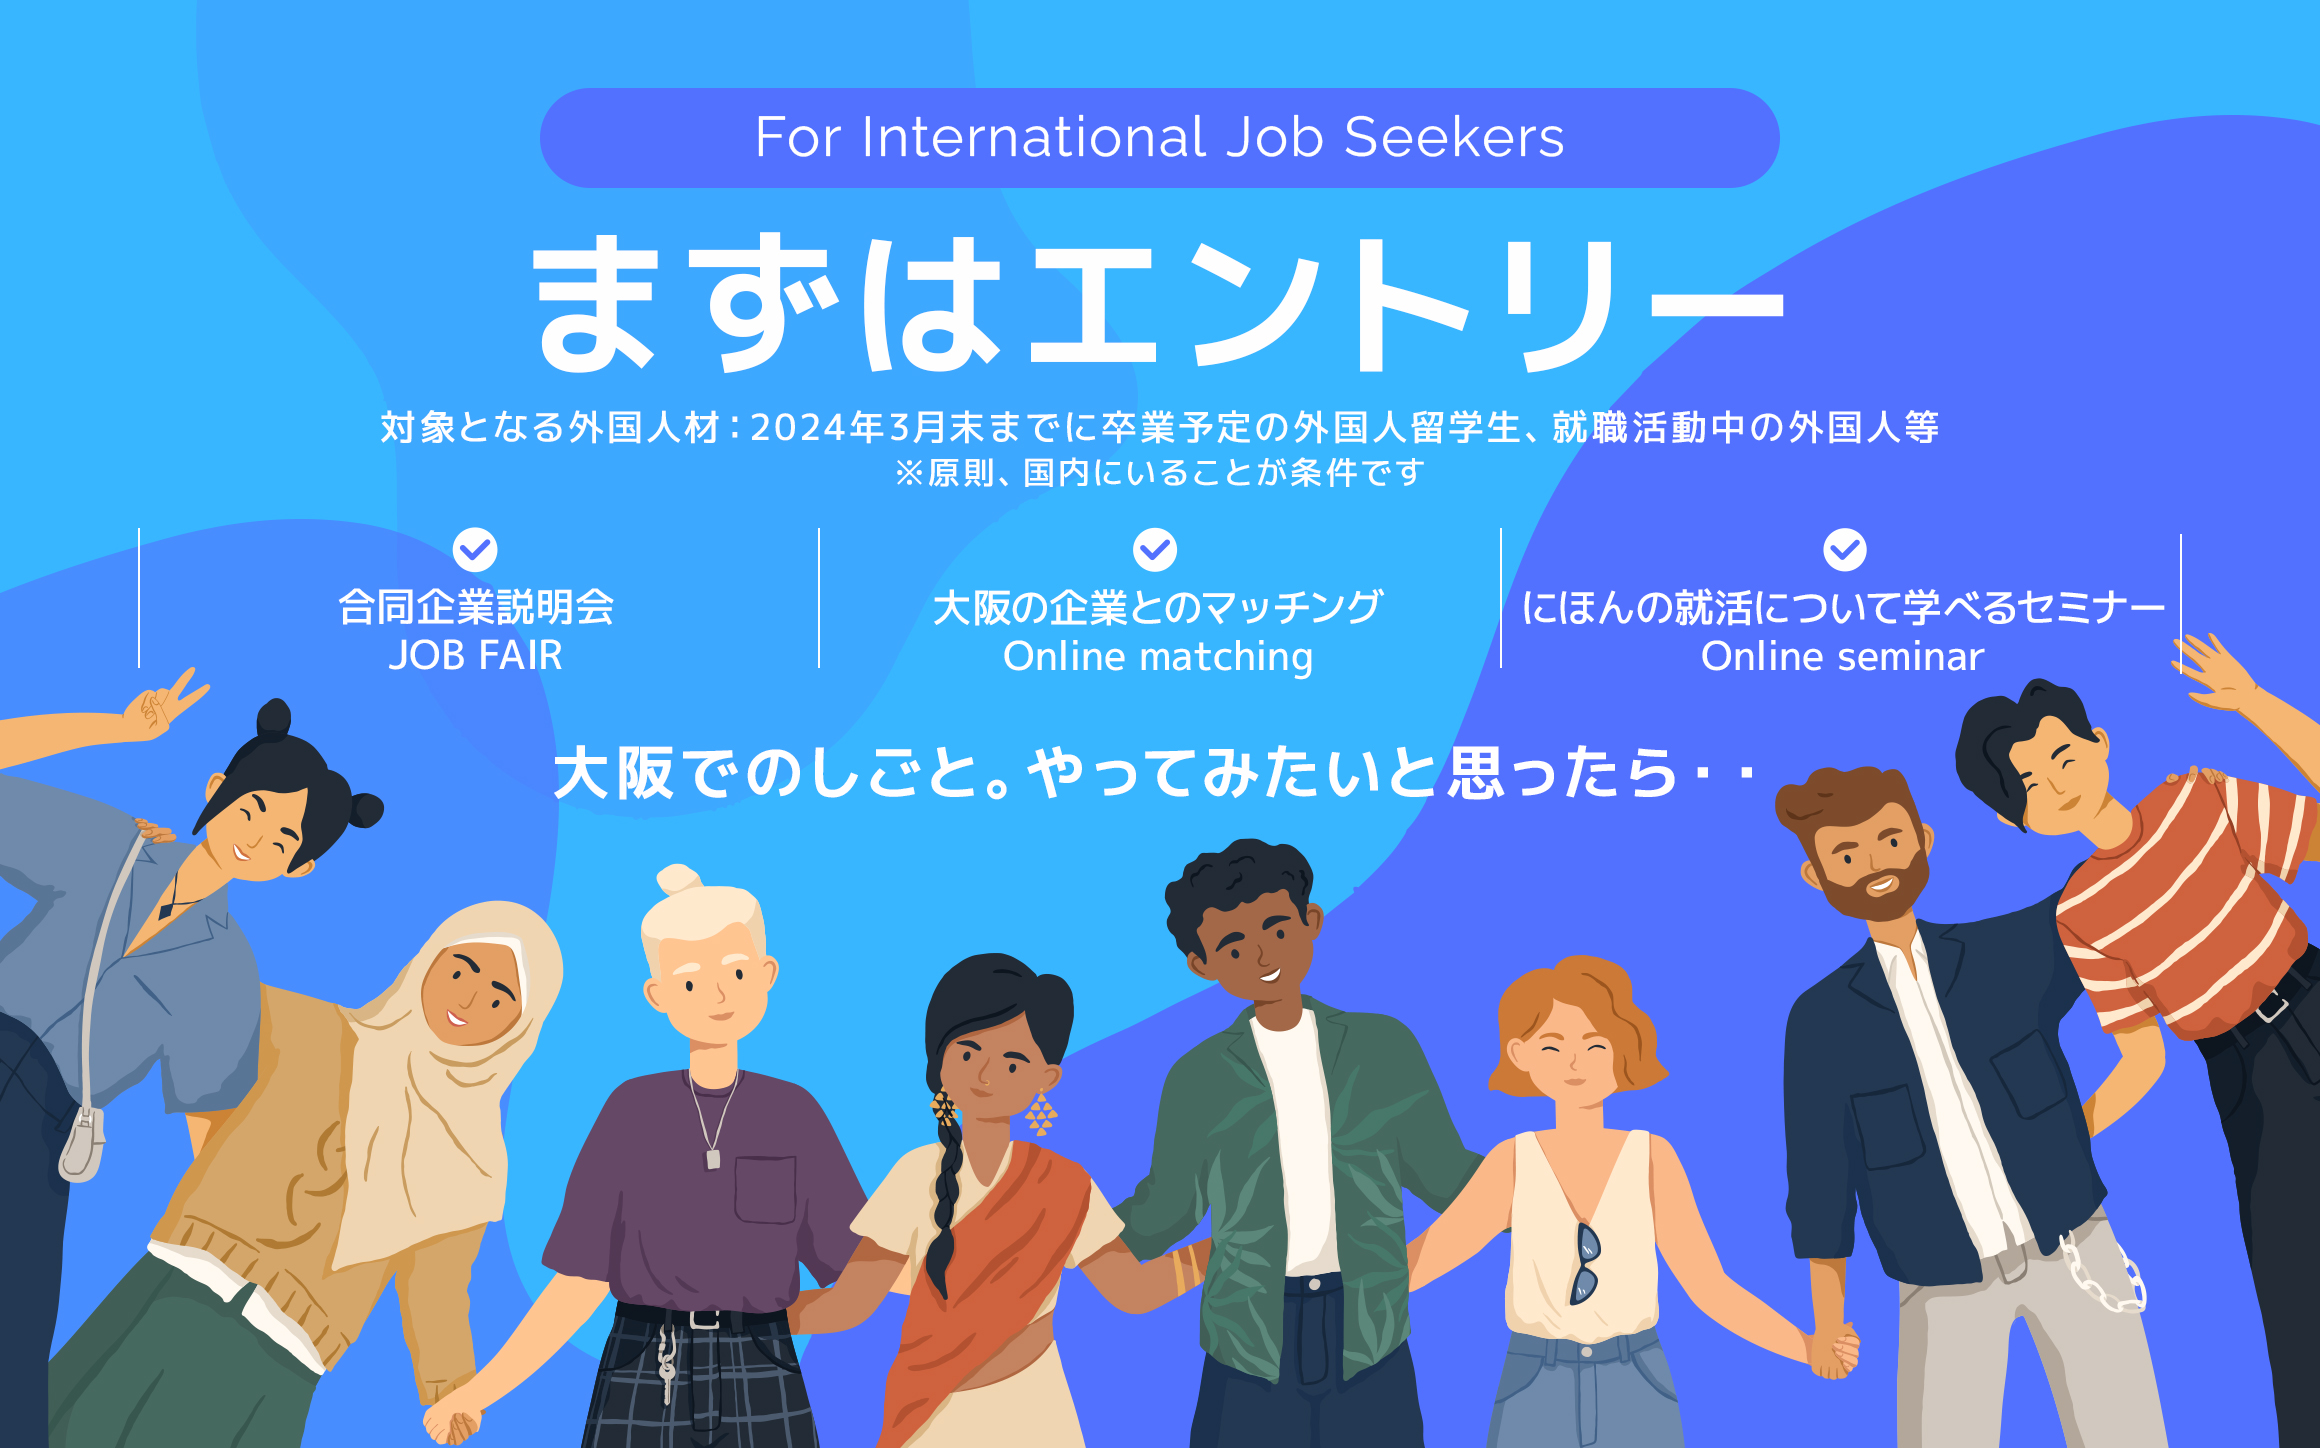 For International Job Seekers
まずはエントリー
対象となる外国人材：2024年3月末までに卒業予定の外国人留学生、就職活動中の外国人等
※原則、国内にいることが条件です
合同企業説明会
JOB FAIR
大阪の企業とのマッチング
Online matching
にほんの就活について学べるセミナー
Online seminar
大阪でのしごと。やってみたいと思ったら・・